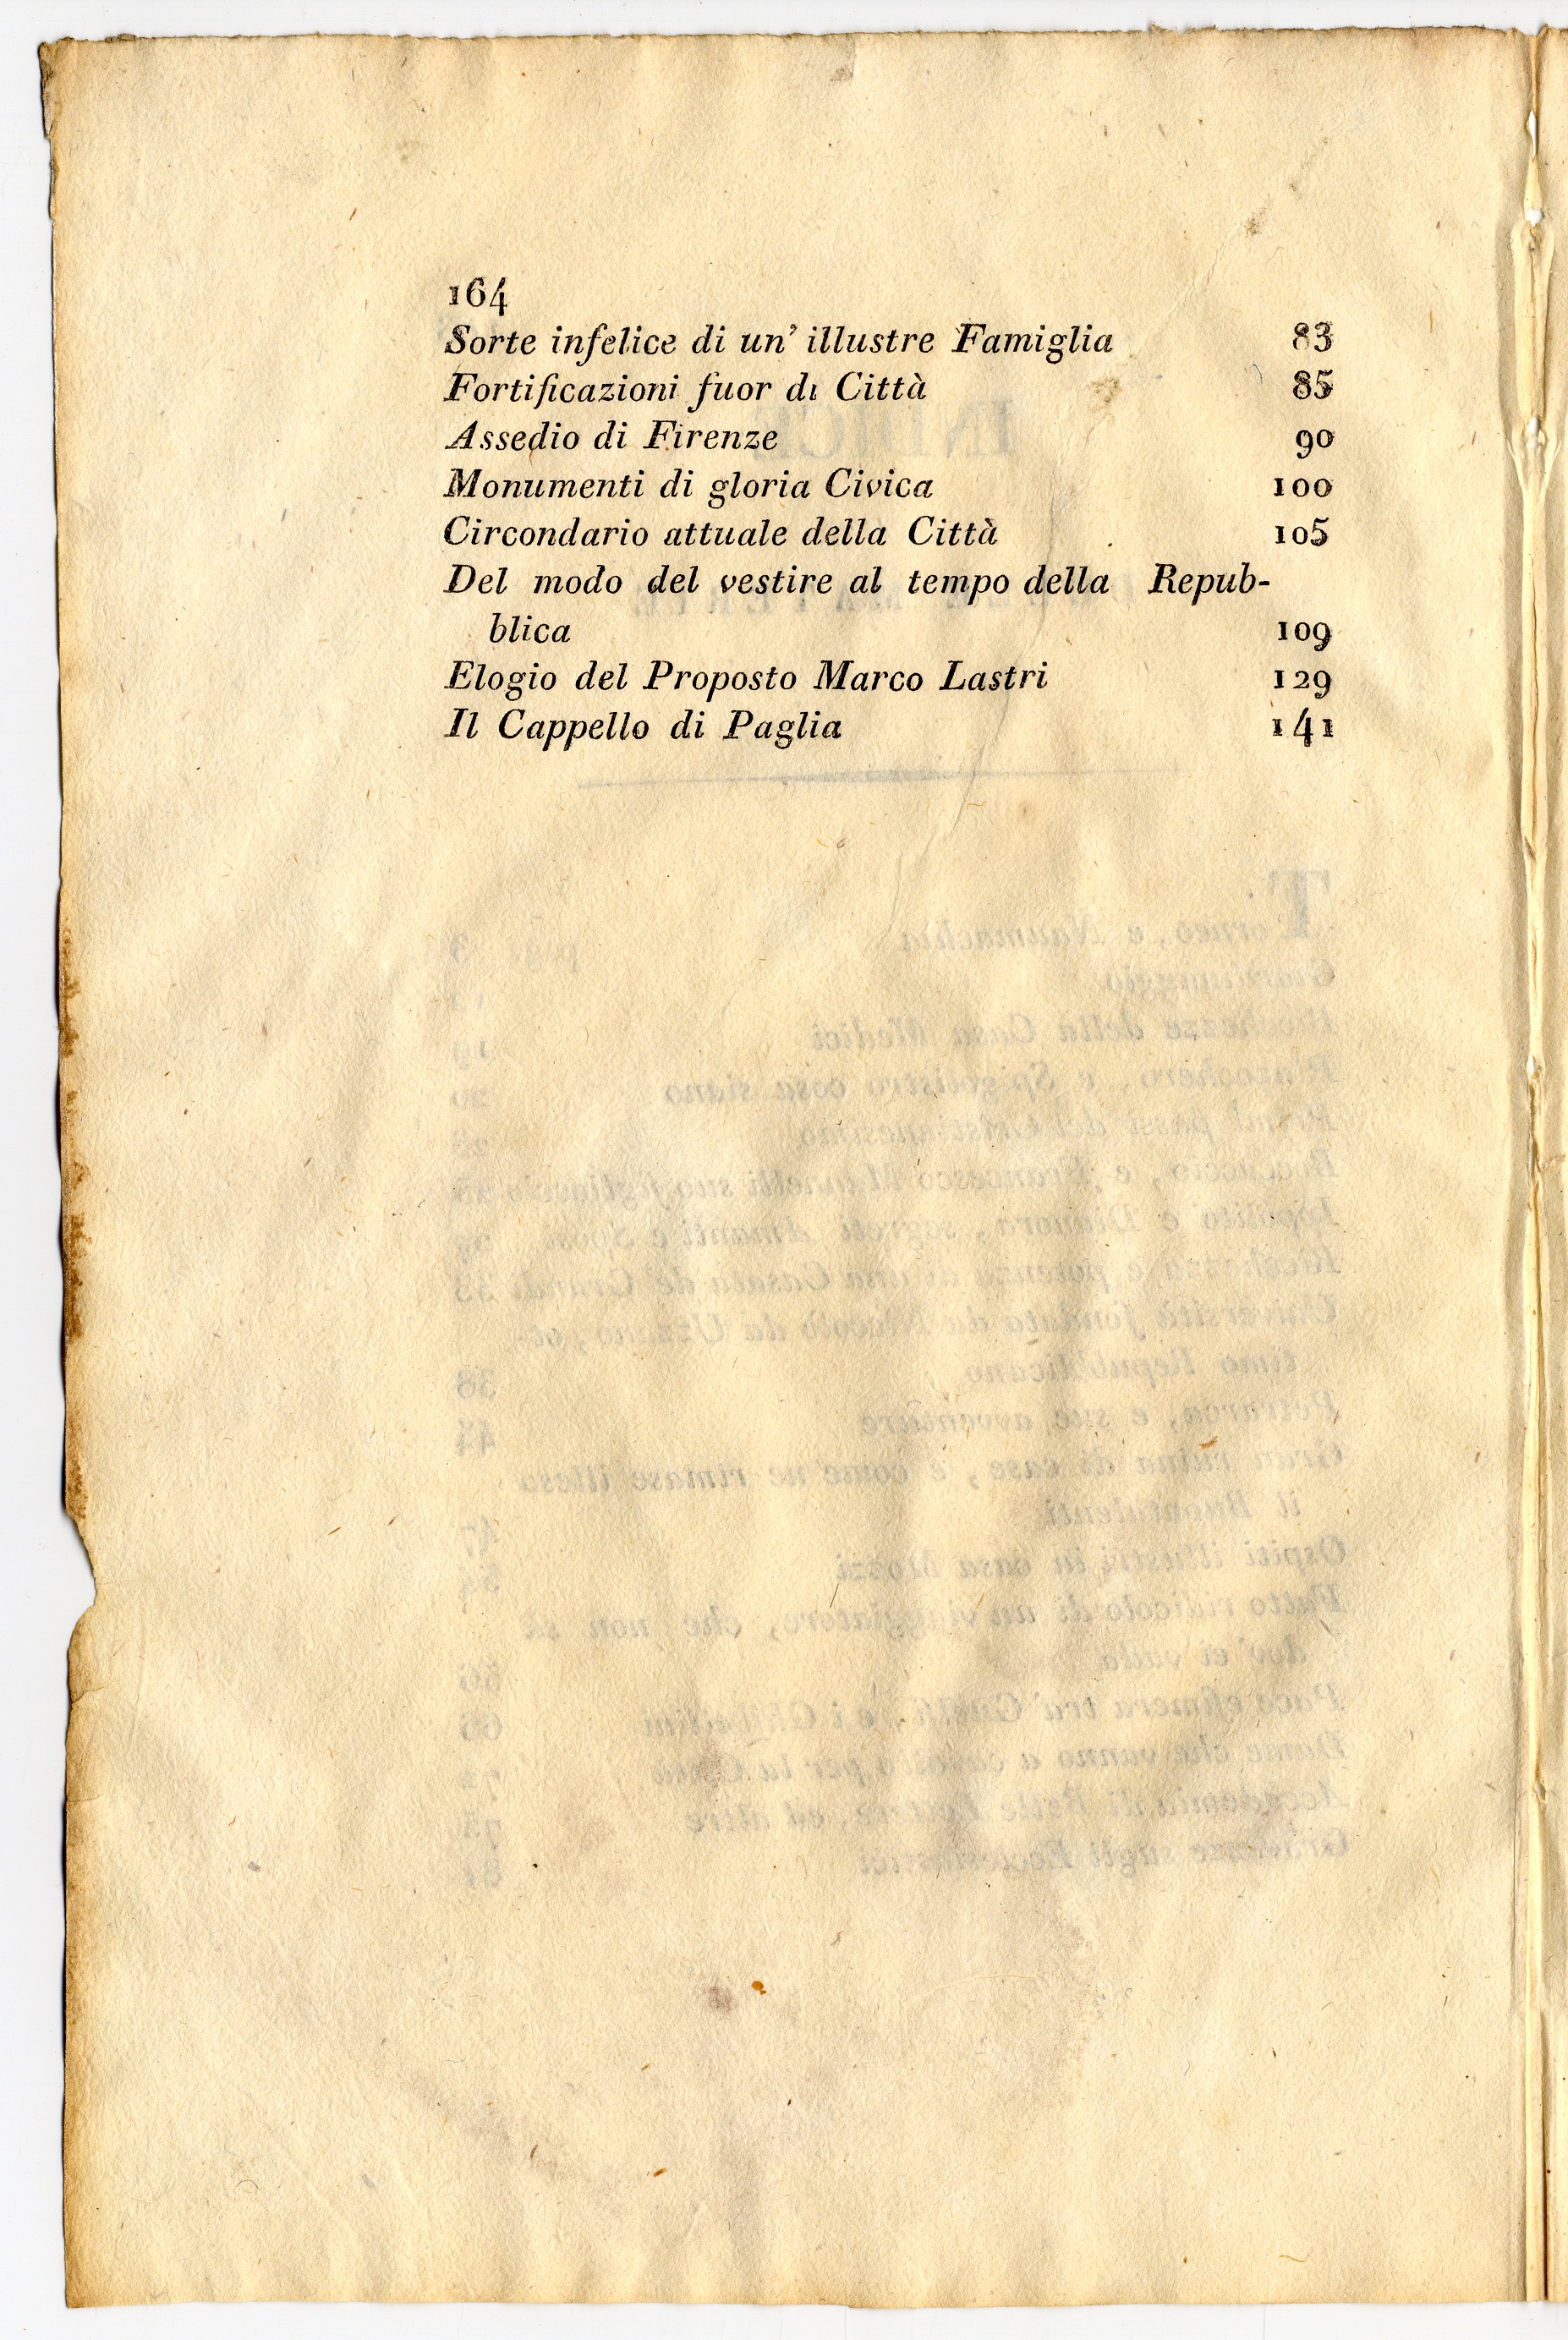 164
Sorte infelice di un' illustre Famiglia 83
Fortificazioni fuor di Città 85
Assedio di Firenze 90
Monumenti di gloria Civica 100
Circondario attuale della Città 105
Del modo del vestire al tempo della Repub-
blica 109
Elogio del Proposto Marco Lastri 129
Il Cappello di Paglia 141